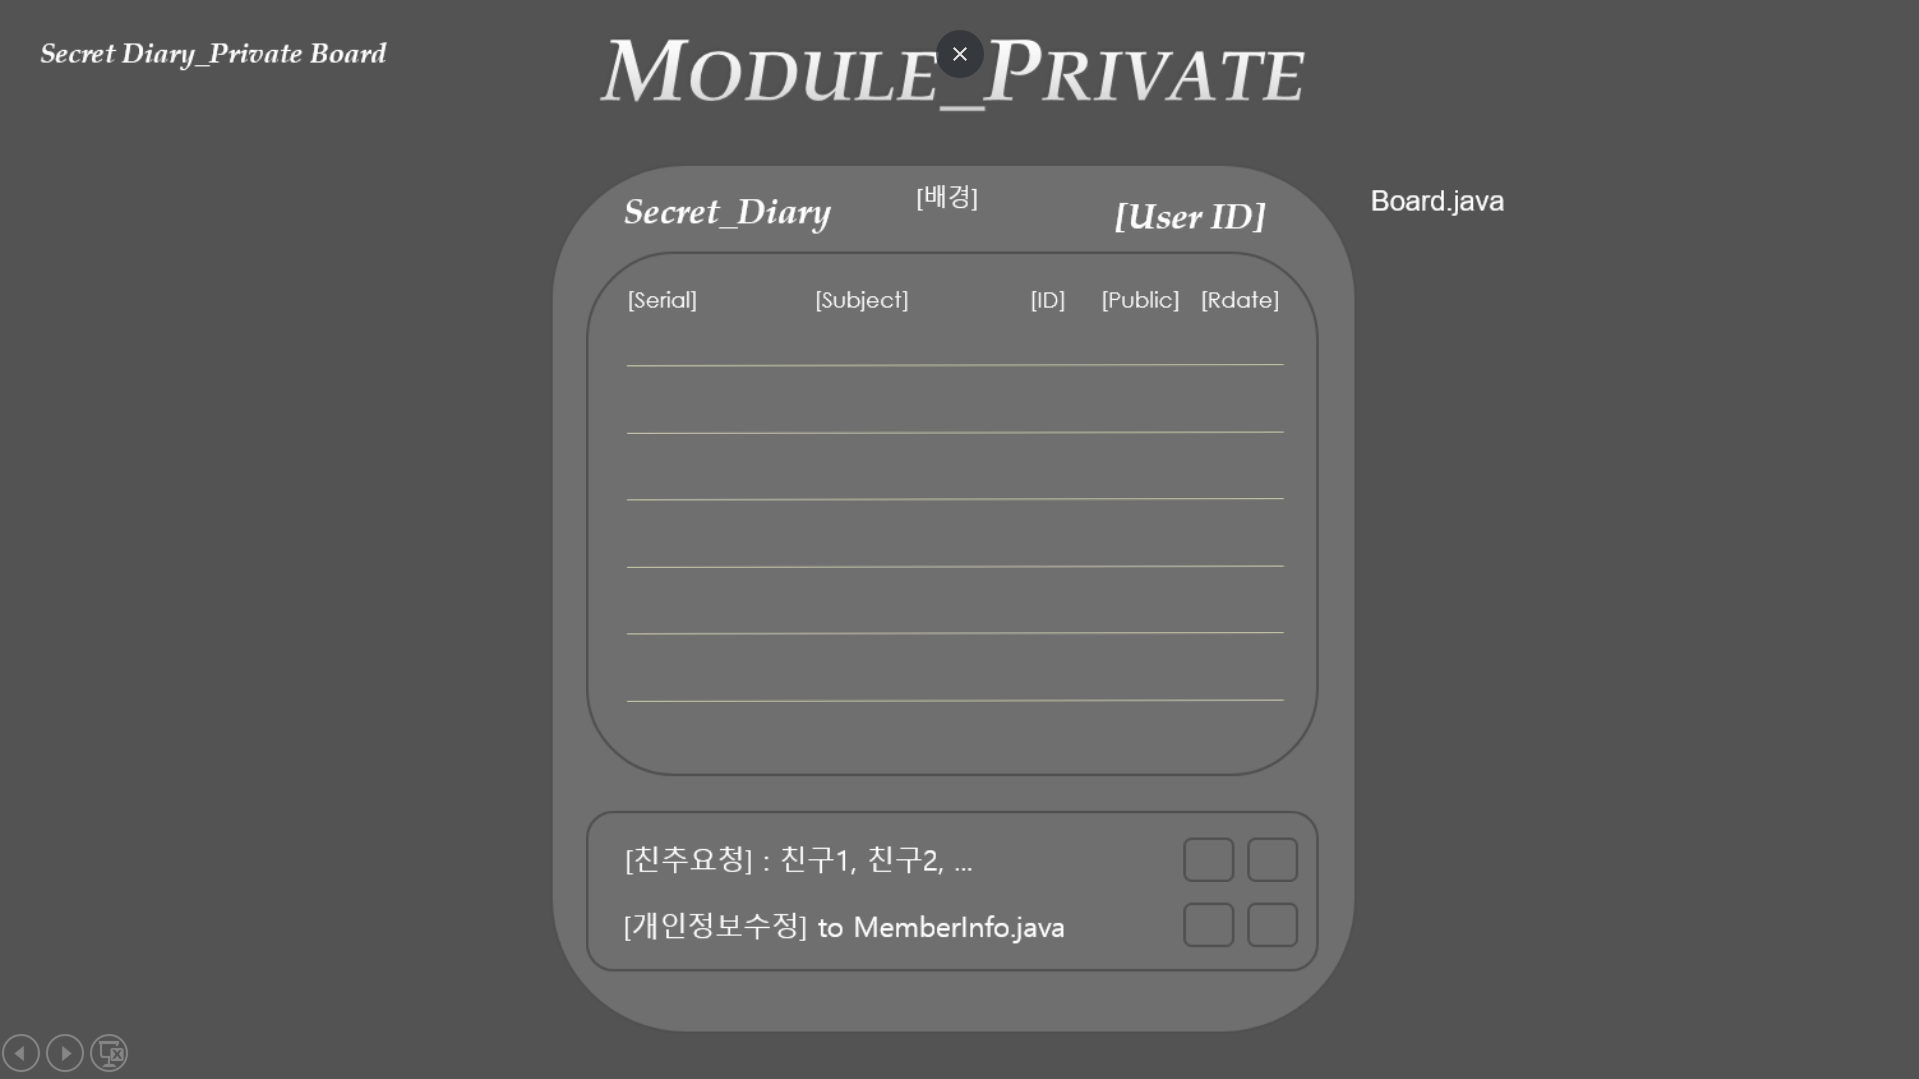 Secret Diary_Private Board
MODULE_PRIVATE
Secret_Diary
[배경]
[User ID]
Board.java
[Serial] [Subject] [ID] [Public] [Rdate]
[친추요청] : 친구1, 친구2, ...
[개인정보수정] to MemberInfo.java